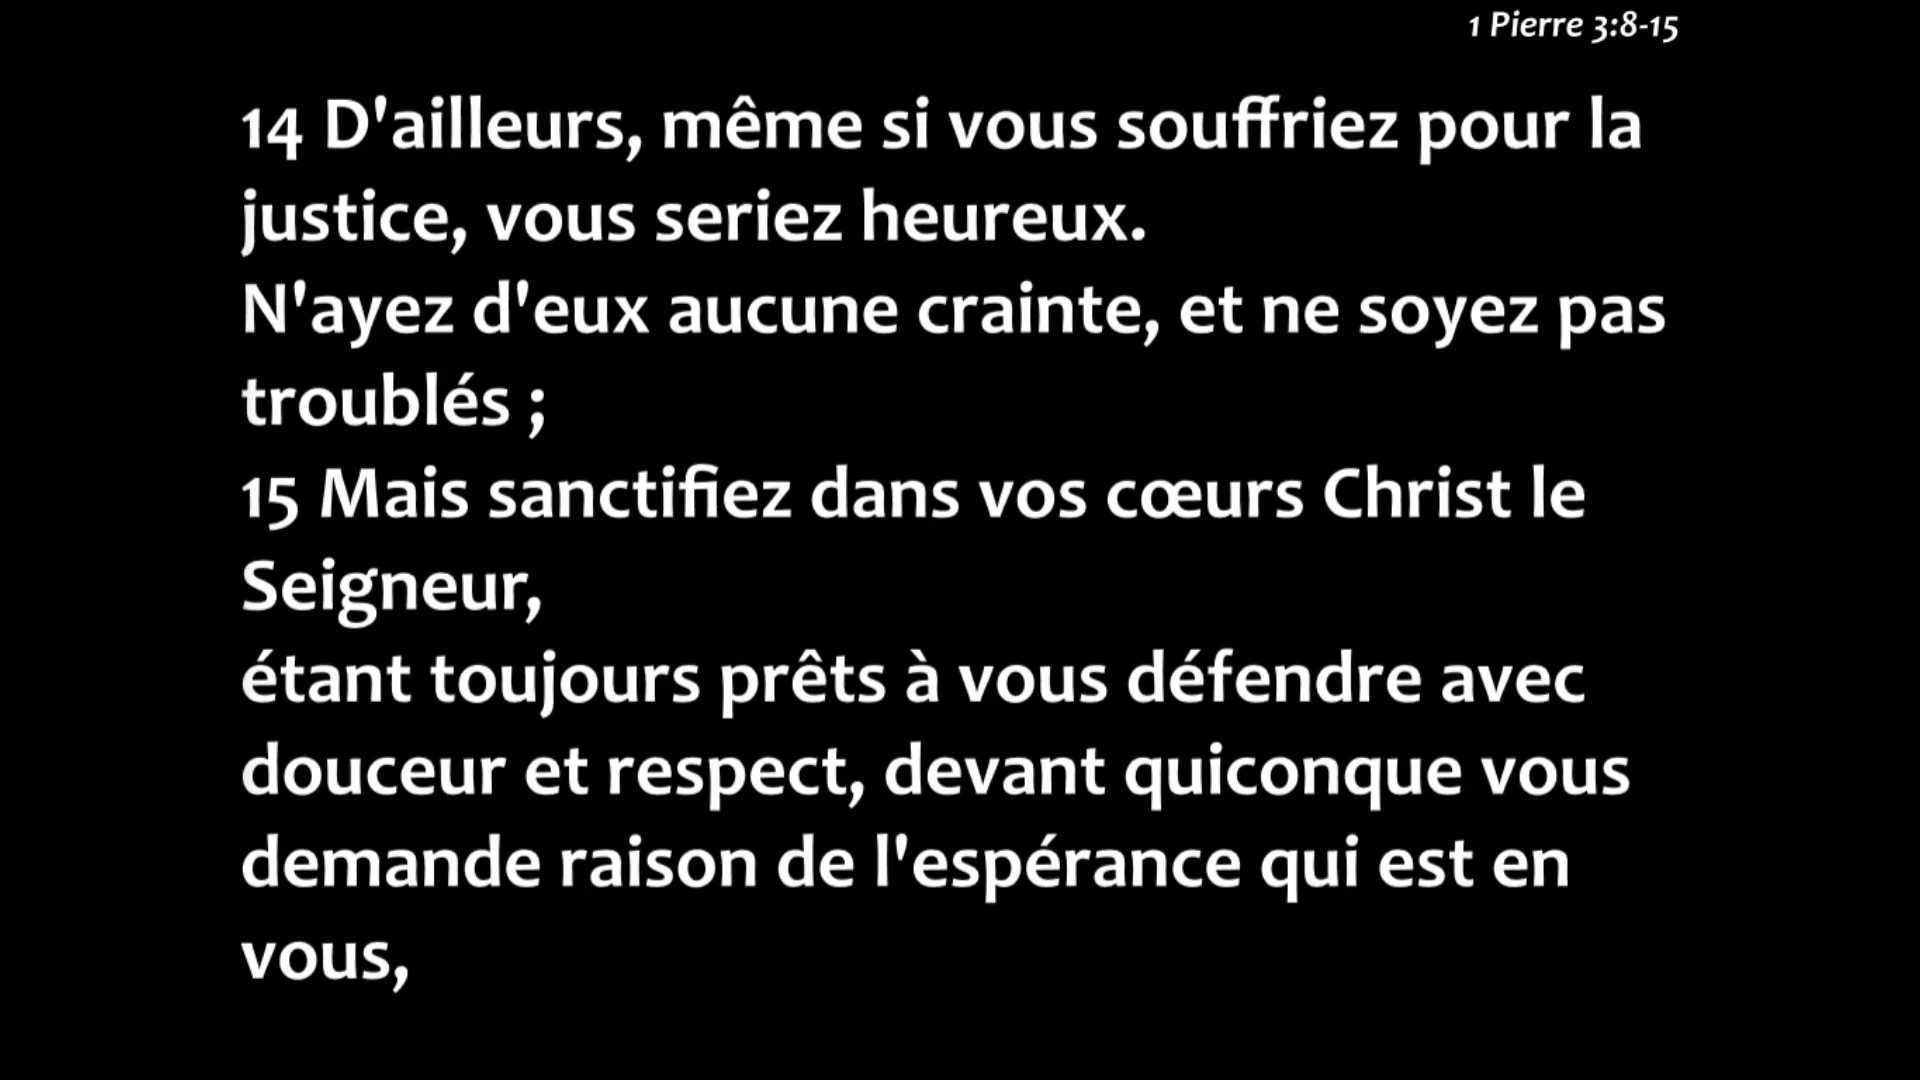 1 Pierre 3:8-15
14 D'ailleurs, même si vous souffriez pour la
justice, vous seriez heureux.
N'ayez d'eux aucune crainte, et ne soyez pas
troublés ;
15 Mais sanctifiez dans vos cœurs Christ le
Seigneur,
étant toujours prêts à vous défendre avec
douceur et respect, devant quiconque vous
demande raison de l'espérance qui est en
vous,